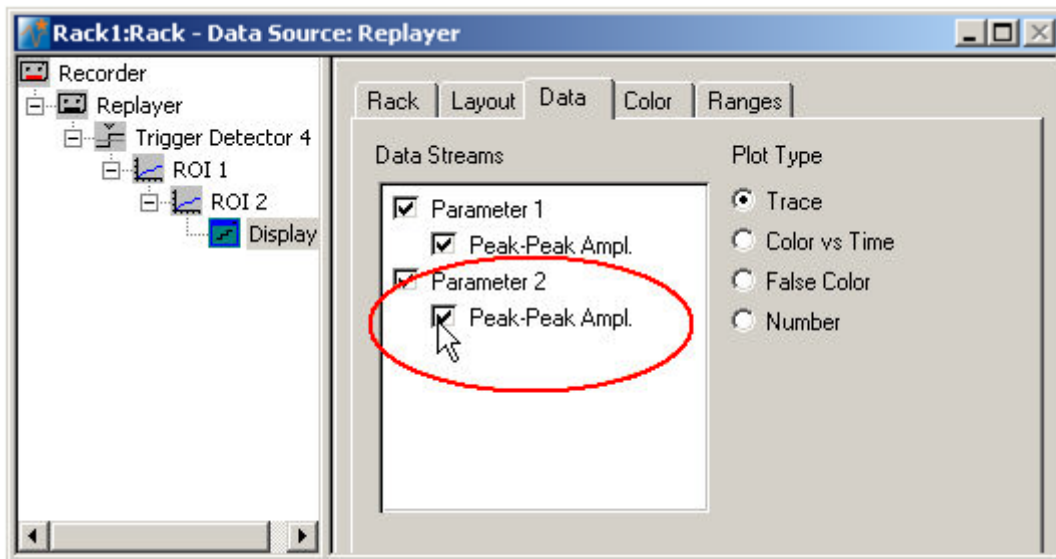 Rack1:Rack - Data Source: Replayer
Recorder
Replayer
Trigger Detector 4
ROI 1
ROI 2
Display
Rack
Layout
Data
Color
Ranges
Data Streams
Parameter 1
Peak-Peak Ampl.
Parameter 2
Peak-Peak Ampl.
Plot Type
Trace
Color vs Time
False Color
Number